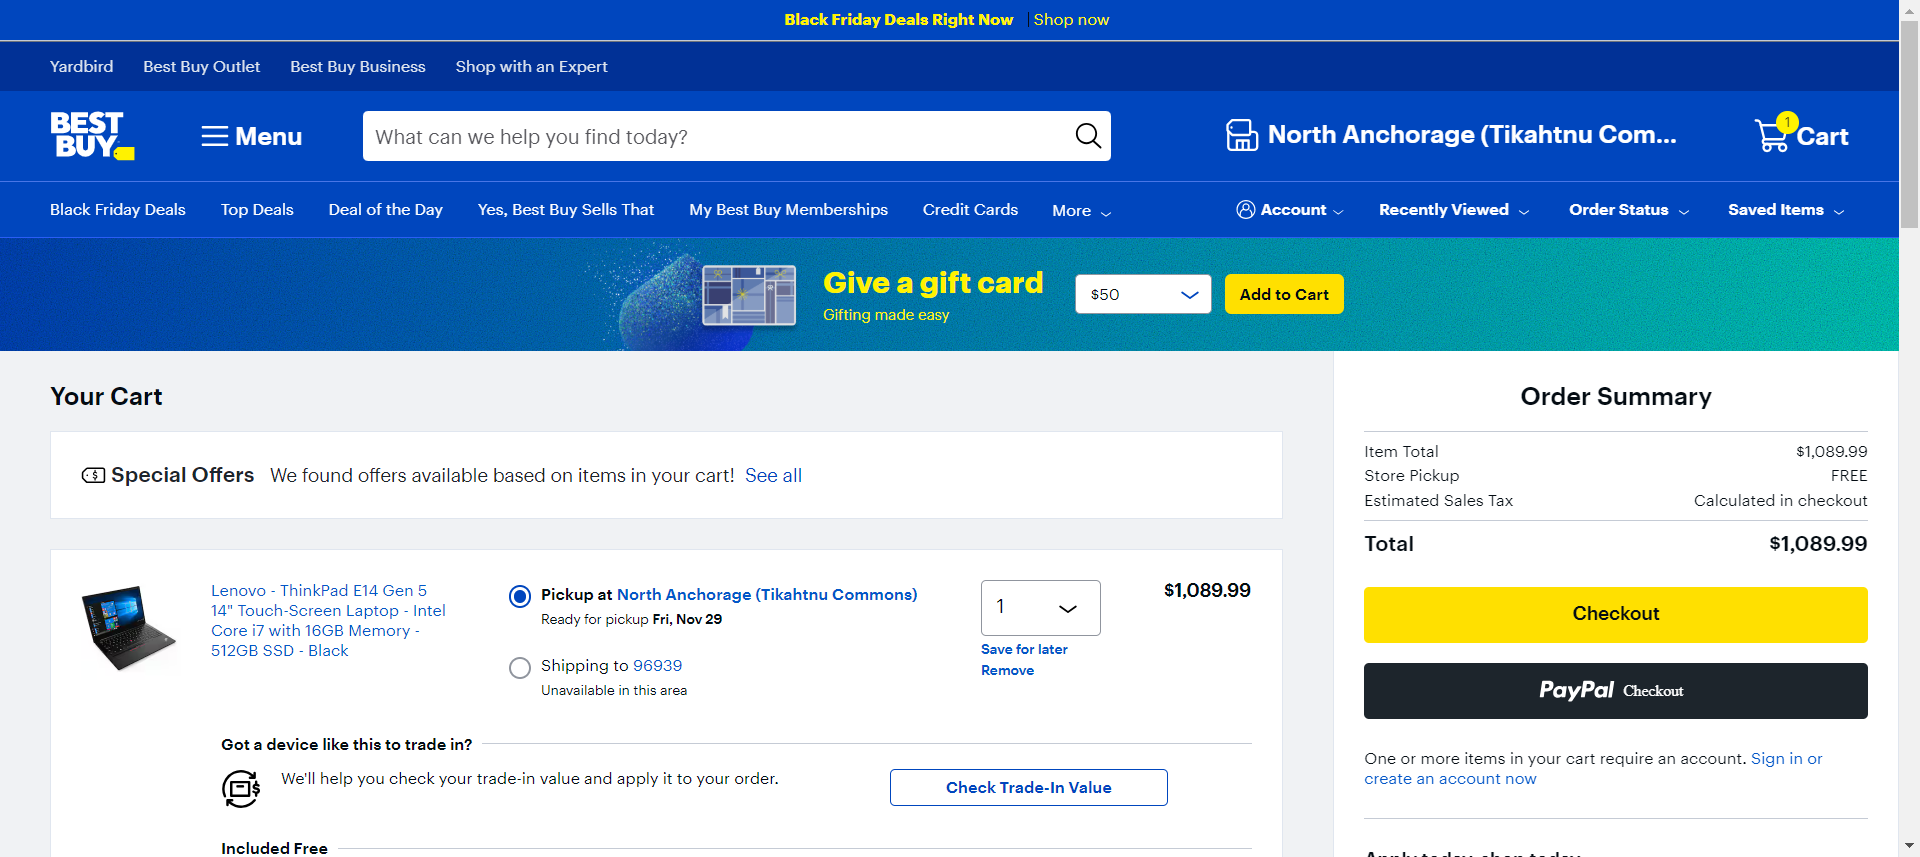 Black Friday Deals Right Now | Shop now
Yardbird Best Buy Outlet Best Buy Business Shop with an Expert
BEST BUY
Menu
What can we help you find today?
North Anchorage (Tikahtnu Com...
1 Cart
Black Friday Deals Top Deals Deal of the Day Yes, Best Buy Sells That My Best Buy Memberships Credit Cards More
Account Recently Viewed Order Status Saved Items
Give a gift card
Gifting made easy
$50
Add to Cart
Your Cart
Special Offers We found offers available based on items in your cart! See all
Lenovo - ThinkPad E14 Gen 5
14" Touch-Screen Laptop - Intel
Core i7 with 16GB Memory -
512GB SSD - Black
Pickup at North Anchorage (Tikahtnu Commons)
Ready for pickup Fri, Nov 29
Shipping to 96939
Unavailable in this area
1
Save for later
Remove
$1,089.99
Got a device like this to trade in?
We'll help you check your trade-in value and apply it to your order.
Check Trade-In Value
Included Free
Order Summary
Item Total $1,089.99
Store Pickup FREE
Estimated Sales Tax Calculated in checkout
Total $1,089.99
Checkout
PayPal Checkout
One or more items in your cart require an account. Sign in or
create an account now
Apply today, shop today